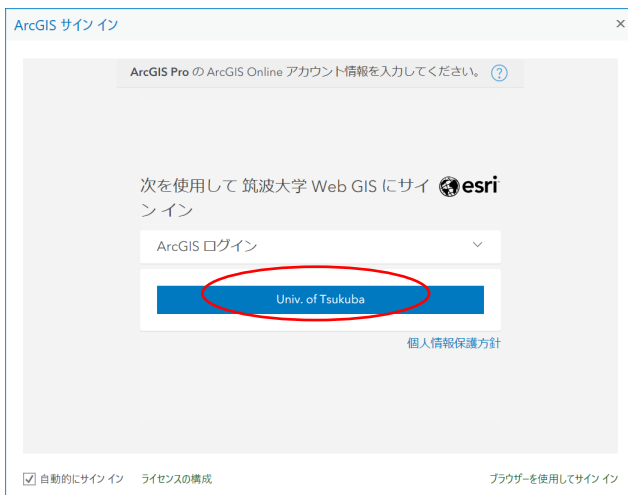 ArcGIS サイン イン
ArcGIS Pro の ArcGIS Online アカウント情報を入力してください。
次を使用して 筑波大学 Web GIS にサイ
ン イン
esri
ArcGIS ログイン
Univ. of Tsukuba
個人情報保護方針
自動的にサイン イン ライセンスの構成 ブラウザーを使用してサイン イン